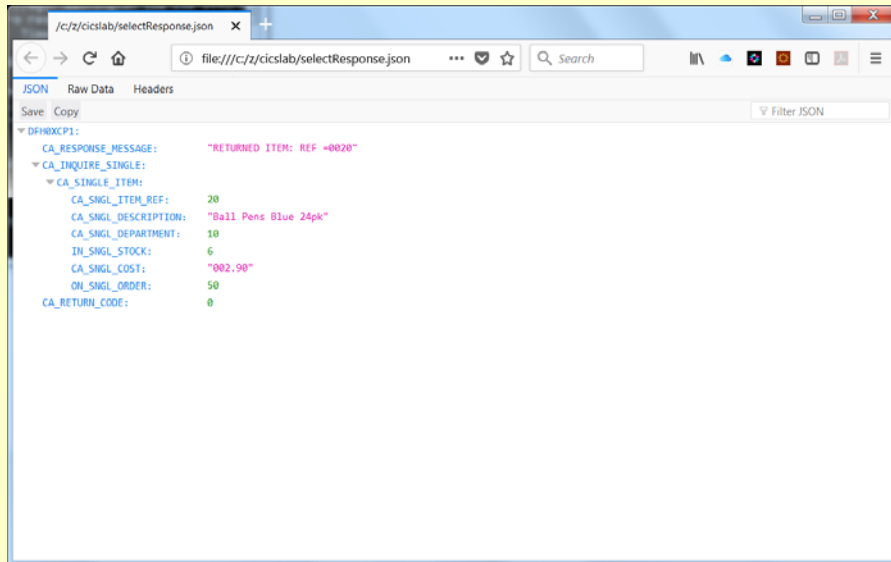 /c:/z/cicslab/selectResponse.json
file:///c:/z/cicslab/selectResponse.json
Search
JSON Raw Data Headers
Save Copy
Filter JSON
DFH0XCP1:
CA_RESPONSE_MESSAGE: "RETURNED ITEM: REF =0020"
CA_INQUIRE_SINGLE:
CA_SINGLE_ITEM:
CA_SNGL_ITEM_REF: 20
CA_SNGL_DESCRIPTION: "Ball Pens Blue 24pk"
CA_SNGL_DEPARTMENT: 10
IN_SNGL_STOCK: 6
CA_SNGL_COST: "002.90"
ON_SNGL_ORDER: 50
CA_RETURN_CODE: 0